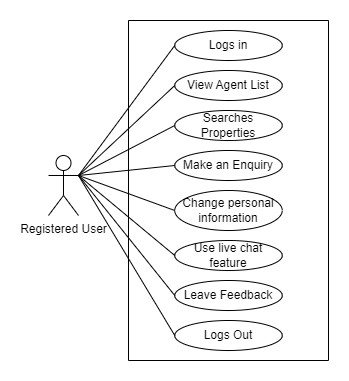 Logs in
View Agent List
Searches
Properties
Make an Enquiry
Change personal
information
Use live chat
feature
Leave Feedback
Logs Out
Registered User